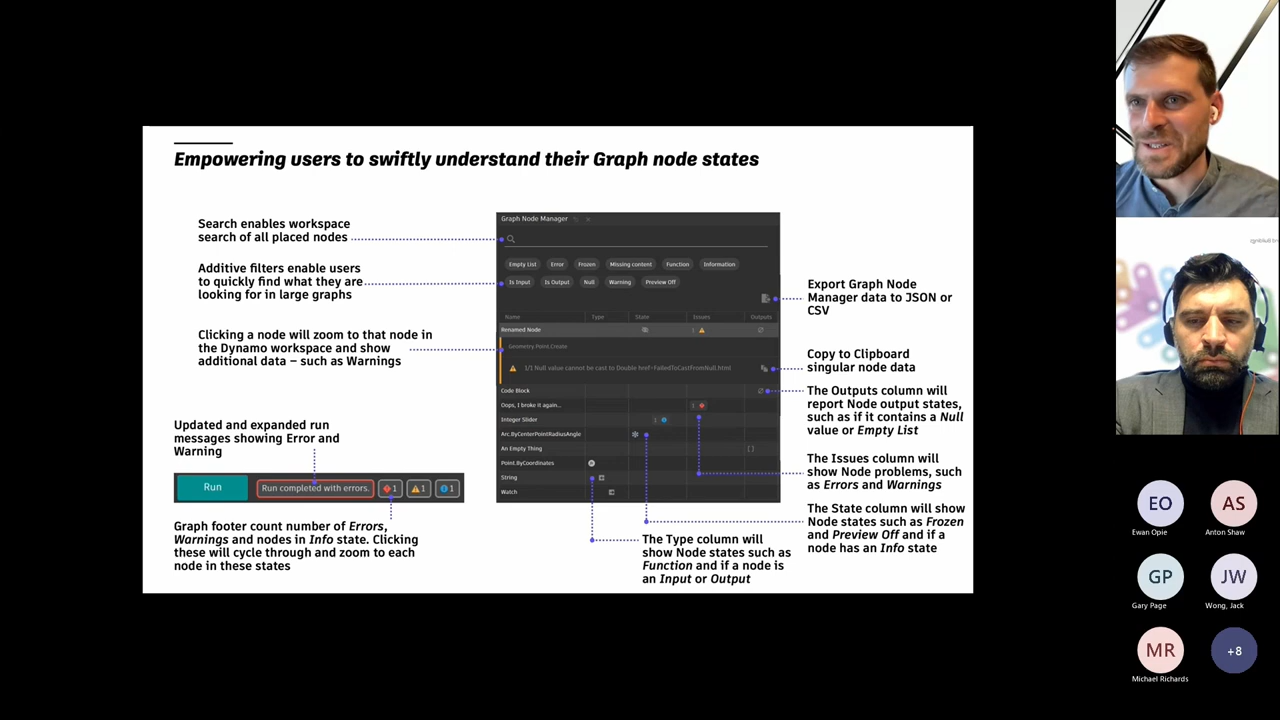 Empowering users to swiftly understand their Graph node states
Search enables workspace
search of all placed nodes
Additive filters enable users
to quickly find what they are
looking for in large graphs
Clicking a node will zoom to that node in
the Dynamo workspace and show
additional data – such as Warnings
Updated and expanded run
messages showing Error and
Warning
Run
Run completed with errors.
1
1
1
Graph footer count number of Errors,
Warnings and nodes in Info state. Clicking
these will cycle through and zoom to each
node in these states
Graph Node Manager
Empty List Error Frozen Missing content Function Information
Is Input Is Output Null Warning Preview Off
Name Type State Issues Outputs
Renamed Node
Geometry Point.Create
1/1 Null value cannot be cast to Double href=FailedToCastFromNull.html
Code Block
Oops, I broke it again...
Integer Slider
Arc.ByCenterPointRadiusAngle
An Empty Thing
Point.ByCoordinates
String
Watch
Export Graph Node
Manager data to JSON or
CSV
Copy to Clipboard
singular node data
The Outputs column will
report Node output states,
such as if it contains a Null
value or Empty List
The Issues column will
show Node problems, such
as Errors and Warnings
The State column will show
Node states such as Frozen
and Preview Off and if a
node has an Info state
The Type column will
show Node states such as
Function and if a node is
an Input or Output
EO
Ewan Opie
AS
Anton Shaw
GP
Gary Page
JW
Wong, Jack
MR
Michael Richards
+8